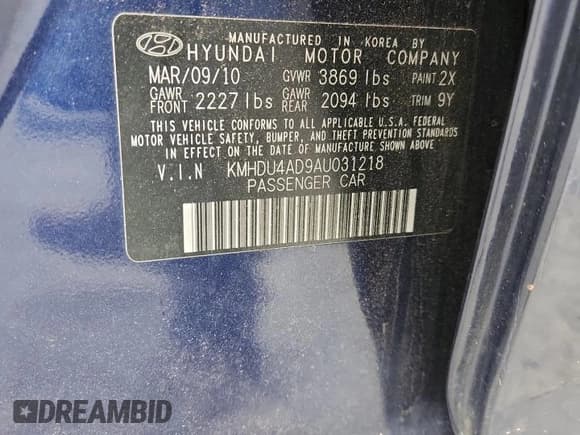 MANUFACTURED IN KOREA BY
HYUNDAI MOTOR COMPANY
MAR/09/10 GVWR 3869 lbs PAINT 2X
GAWR FRONT 2227 lbs GAWR REAR 2094 lbs TRIM 9Y
THIS VEHICLE CONFORMS TO ALL APPLICABLE U.S.A. FEDERAL
MOTOR VEHICLE SAFETY, BUMPER, AND THEFT PREVENTION STANDARDS
IN EFFECT ON THE DATE OF MANUFACTURE SHOWN ABOVE.
V.I.N KMHDU4AD9AU031218
PASSENGER CAR
DREAMBID